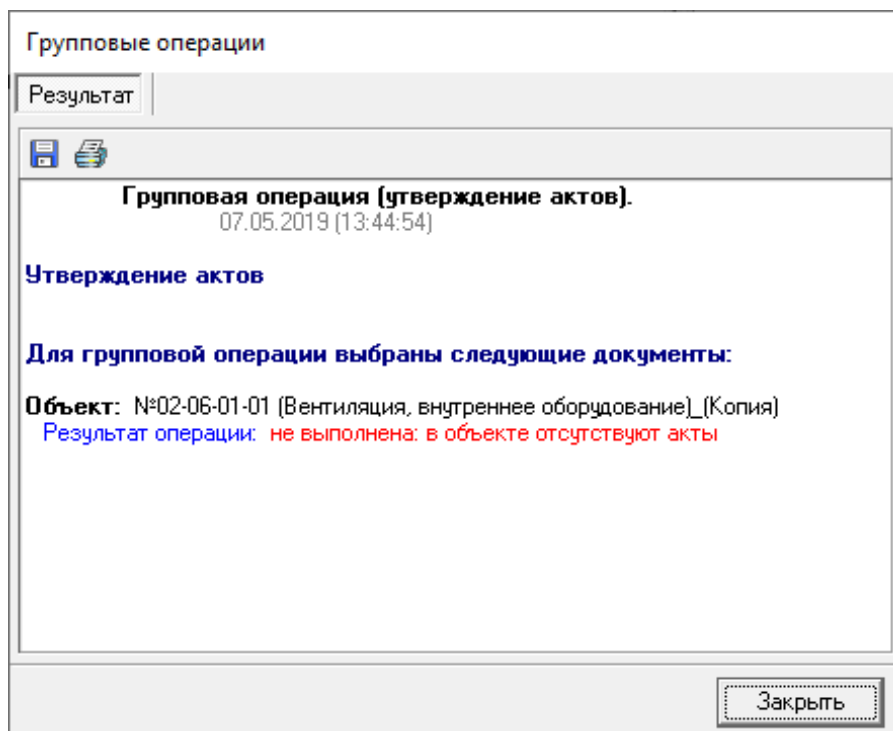 Групповые операции
Результат
Групповая операция (утверждение актов).
07.05.2019 (13:44:54)
Утверждение актов
Для групповой операции выбраны следующие документы:
Объект: №02-06-01-01 (Вентиляция, внутреннее оборудование)_(Копия)
Результат операции: не выполнена: в объекте отсутствуют акты
Закрыть